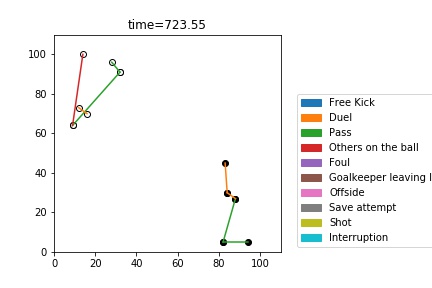 time=723.55
100
80
60
40
20
0
0
20
40
60
80
100
Free Kick
Duel
Pass
Others on the ball
Foul
Goalkeeper leaving l
Offside
Save attempt
Shot
Interruption